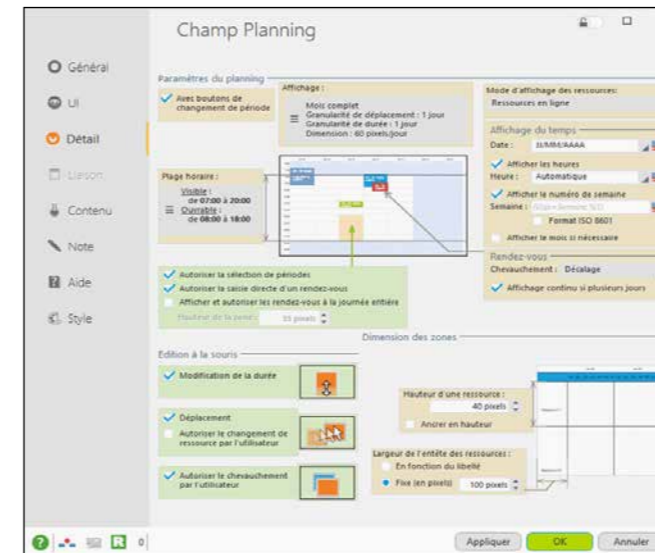 Champ Planning
Général
UI
Détail
Liaison
Contenu
Note
Aide
Style
Paramètres du planning
Avec boutons de
changement de période
Affichage :
Mois complet
Granularité de déplacement : 1 jour
Granularité de durée : 1 jour
Dimension : 60 pixels/jour
Mode d'affichage des ressources:
Ressources en ligne
Affichage du temps
Date : JJ/MM/AAAA
Afficher les heures
Heure : Automatique
Afficher le numéro de semaine
Semaine :
Format ISO 8601
Afficher le mois si nécessaire
Rendez-vous
Chevauchement : Décalage
Affichage continu si plusieurs jours
Plage horaire :
Visible :
de 07:00 à 20:00
Ouvrable :
de 08:00 à 18:00
Autoriser la sélection de périodes
Autoriser la saisie directe d'un rendez-vous
Afficher et autoriser les rendez-vous à la journée entière
Hauteur de la zone : 33 pixels
Dimension des zones
Edition à la souris
Modification de la durée
Déplacement
Autoriser le changement de
ressource par l'utilisateur
Autoriser le chevauchement
par l'utilisateur
Hauteur d'une ressource :
40 pixels
Ancrer en hauteur
Largeur de l'entête des ressources :
En fonction du libellé
Fixe (en pixels) 100 pixels
0
Appliquer
OK
Annuler